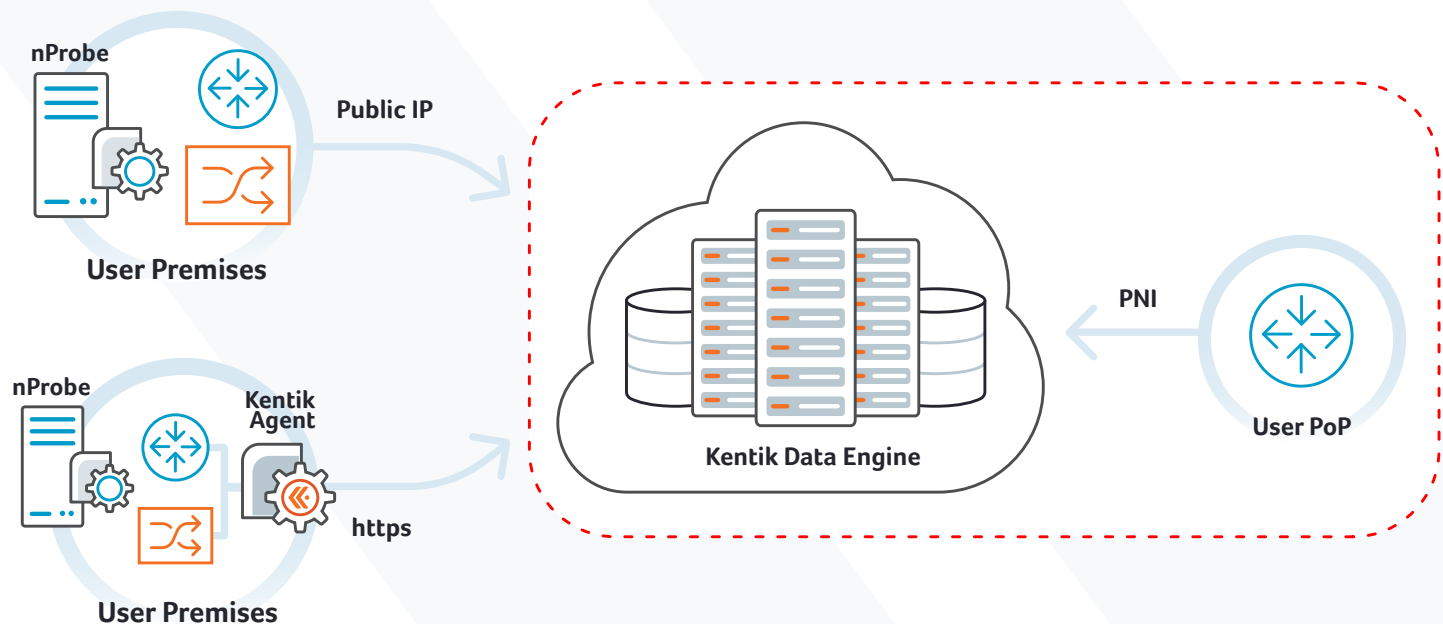 nProbe
Public IP
User Premises
nProbe
Kentik
Agent
https
User Premises
Kentik Data Engine
PNI
User PoP